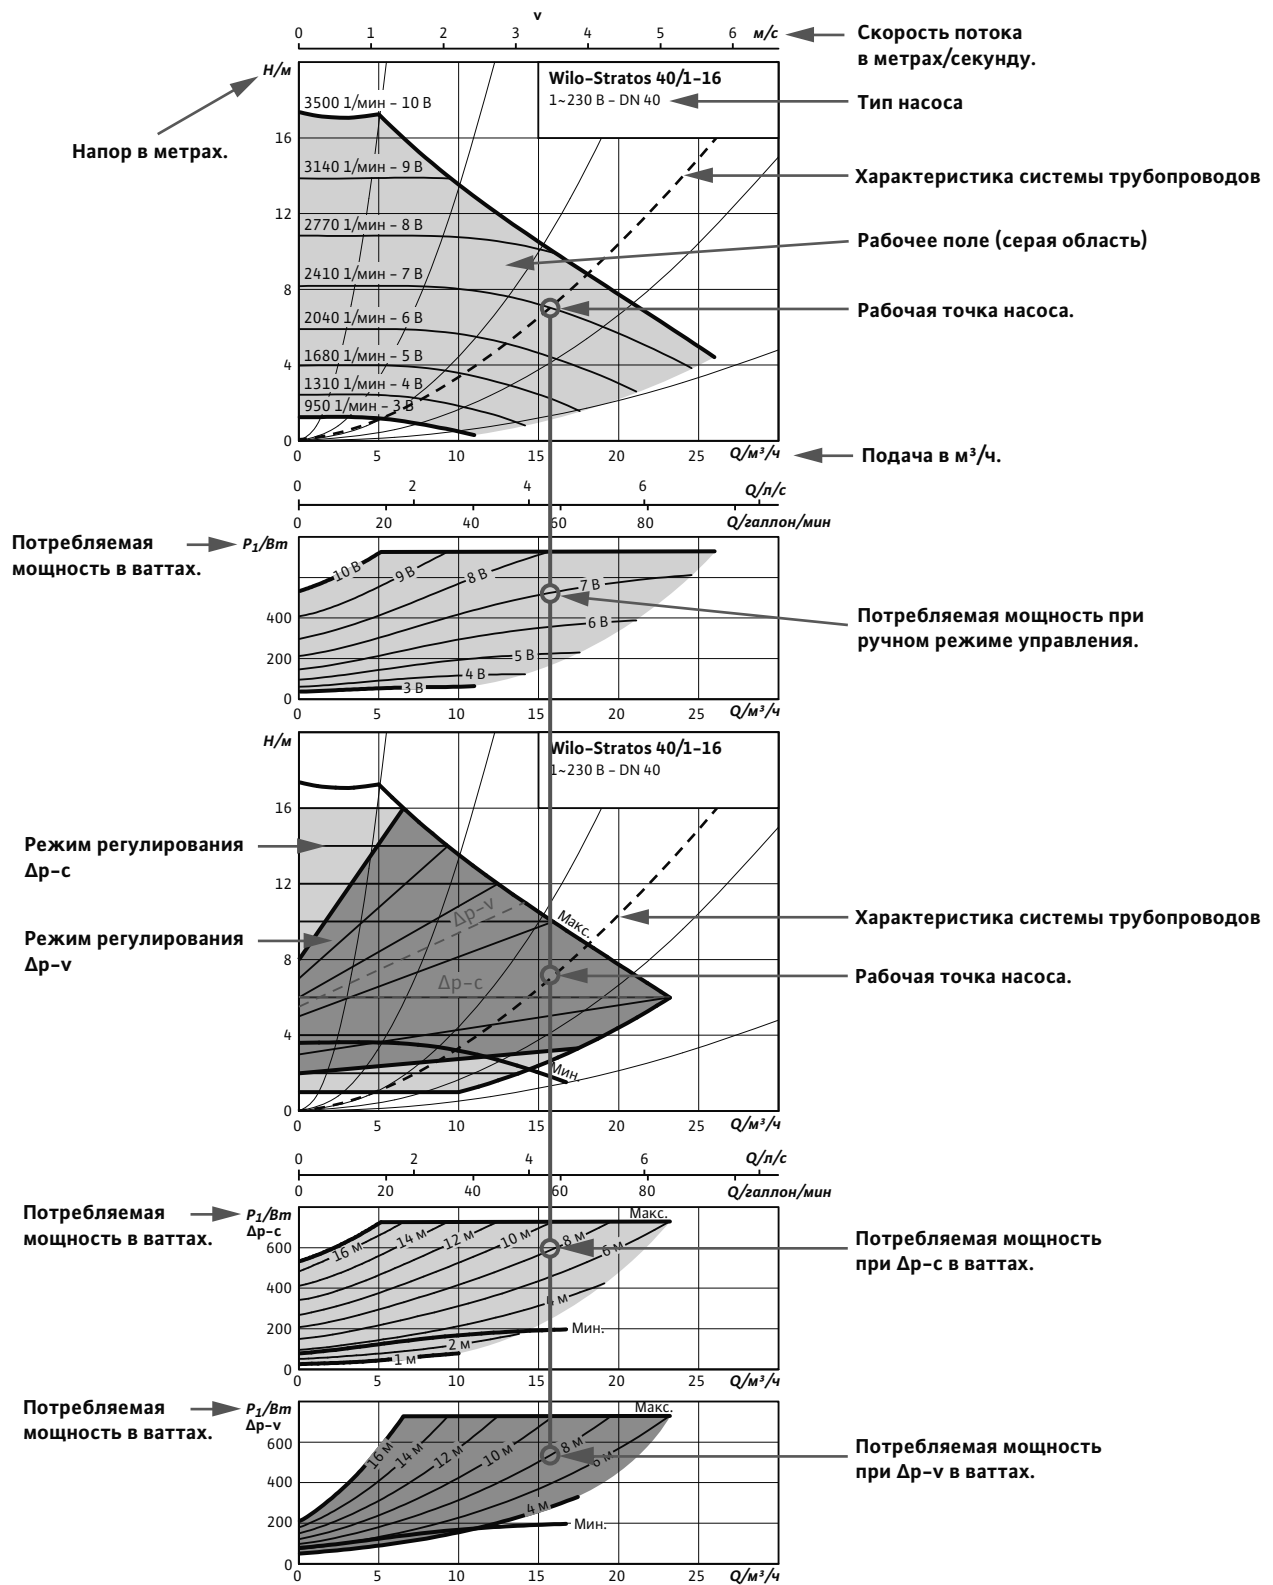 v
0 1 2 3 4 5 6 м/с
Скорость потока
в метрах/секунду.
H/м
Wilo-Stratos 40/1-16
1~230 В - DN 40
Тип насоса
3500 1/мин - 10 В
16
Напор в метрах.
3140 1/мин - 9 В
Характеристика системы трубопроводов
12
2770 1/мин - 8 В
Рабочее поле (серая область)
2410 1/мин - 7 В
8
Рабочая точка насоса.
2040 1/мин - 6 В
1680 1/мин - 5 В
4
1310 1/мин - 4 В
950 1/мин - 3 В
0
0 5 10 15 20 25 Q/м³/ч
Подача в м³/ч.
0 2 4 6 Q/л/с
0 20 40 60 80 Q/галлон/мин
Потребляемая
мощность в ваттах.
P1/Вт
10 В
9 В
8 В
7 В
400
6 В
Потребляемая мощность при
ручном режиме управления.
200
5 В
4 В
3 В
0
0 5 10 15 20 25 Q/м³/ч
H/м
Wilo-Stratos 40/1-16
1~230 В - DN 40
16
Режим регулирования
Δp-c
12
Δp-v
Макс.
Характеристика системы трубопроводов
Режим регулирования
Δp-v
8
Рабочая точка насоса.
Δp-c
4
Мин.
0
0 5 10 15 20 25 Q/м³/ч
0 2 4 6 Q/л/с
0 20 40 60 80 Q/галлон/мин
Потребляемая
мощность в ваттах.
P1/Вт
Δp-c
Макс.
16 м
14 м
12 м
10 м
8 м
6 м
600
Потребляемая мощность
при Δp-c в ваттах.
400
4 м
200
Мин.
2 м
1 м
0
0 5 10 15 20 25 Q/м³/ч
Потребляемая
мощность в ваттах.
P1/Вт
Δp-v
Макс.
600
16 м
14 м
12 м
10 м
8 м
6 м
Потребляемая мощность
при Δp-v в ваттах.
400
4 м
200
Мин.
0
0 5 10 15 20 25 Q/м³/ч